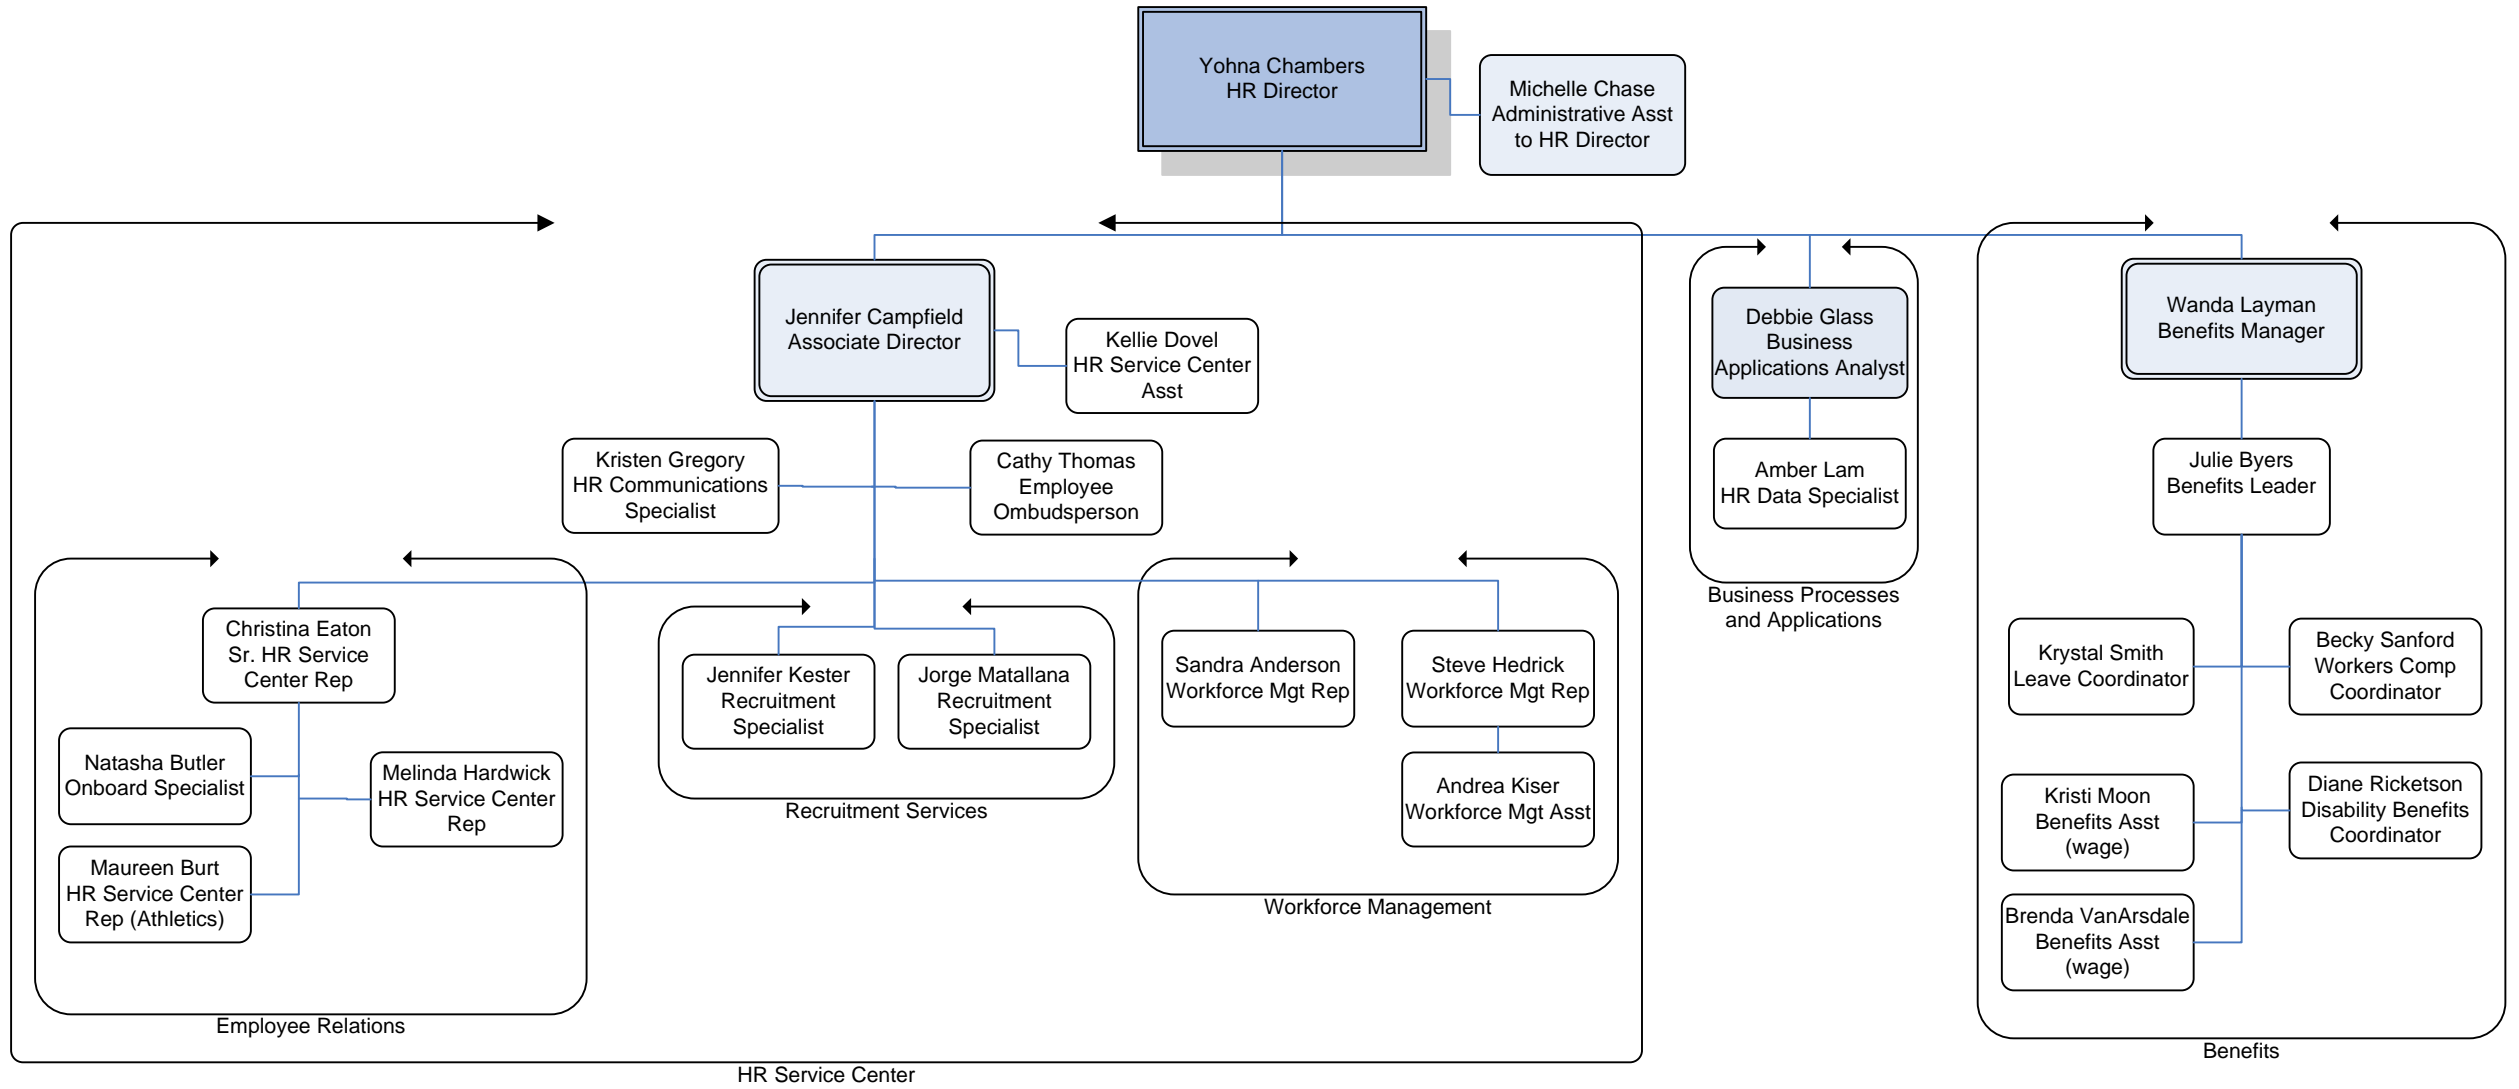 Yohna Chambers
HR Director
Michelle Chase
Administrative Asst
to HR Director
Jennifer Campfield
Associate Director
Kellie Dovel
HR Service Center
Asst
Debbie Glass
Business
Applications Analyst
Wanda Layman
Benefits Manager
Kristen Gregory
HR Communications
Specialist
Cathy Thomas
Employee
Ombudsperson
Amber Lam
HR Data Specialist
Julie Byers
Benefits Leader
Business Processes
and Applications
Christina Eaton
Sr. HR Service
Center Rep
Jennifer Kester
Recruitment
Specialist
Jorge Matallana
Recruitment
Specialist
Sandra Anderson
Workforce Mgt Rep
Steve Hedrick
Workforce Mgt Rep
Krystal Smith
Leave Coordinator
Becky Sanford
Workers Comp
Coordinator
Natasha Butler
Onboard Specialist
Melinda Hardwick
HR Service Center
Rep
Andrea Kiser
Workforce Mgt Asst
Kristi Moon
Benefits Asst
(wage)
Diane Ricketson
Disability Benefits
Coordinator
Recruitment Services
Maureen Burt
HR Service Center
Rep (Athletics)
Workforce Management
Brenda VanArsdale
Benefits Asst
(wage)
Employee Relations
Benefits
HR Service Center